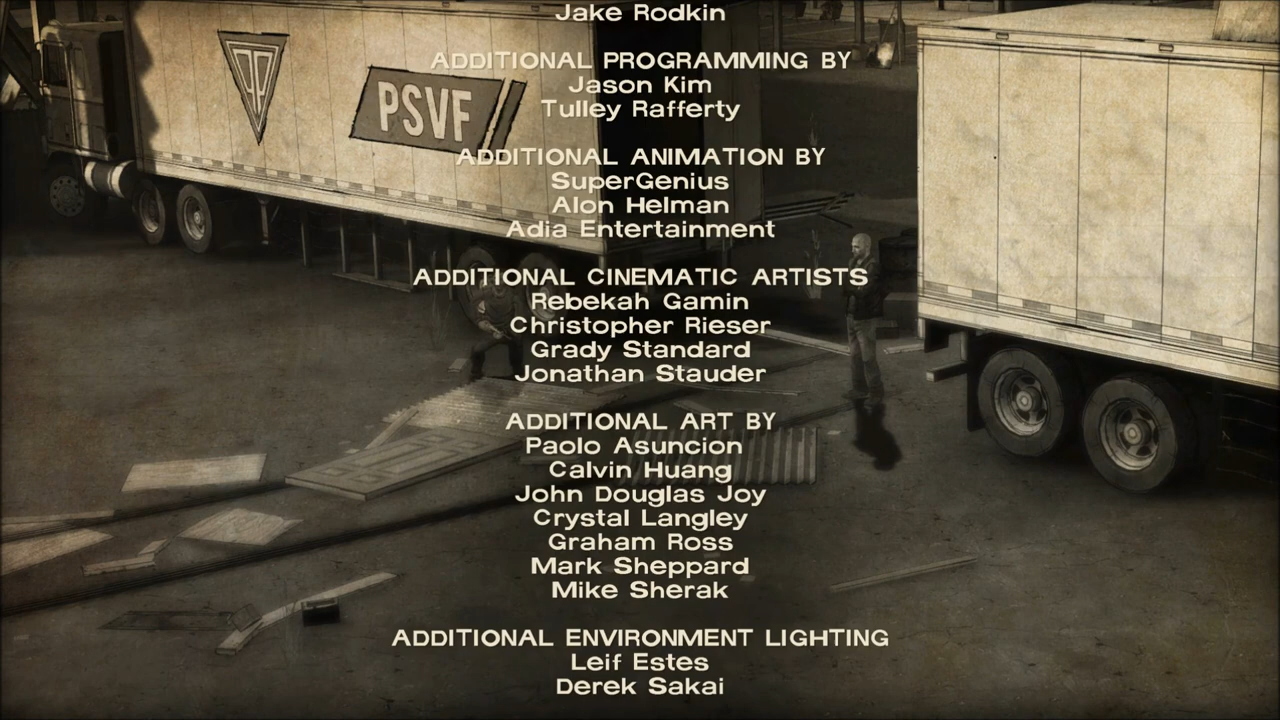 Jake Rodkin
ADDITIONAL PROGRAMMING BY
Jason Kim
Tulley Rafferty
PSVF
ADDITIONAL ANIMATION BY
SuperGenius
Alon Helman
Adia Entertainment
ADDITIONAL CINEMATIC ARTISTS
Rebekah Gamin
Christopher Rieser
Grady Standard
Jonathan Stauder
ADDITIONAL ART BY
Paolo Asuncion
Calvin Huang
John Douglas Joy
Crystal Langley
Graham Ross
Mark Sheppard
Mike Sherak
ADDITIONAL ENVIRONMENT LIGHTING
Leif Estes
Derek Sakai